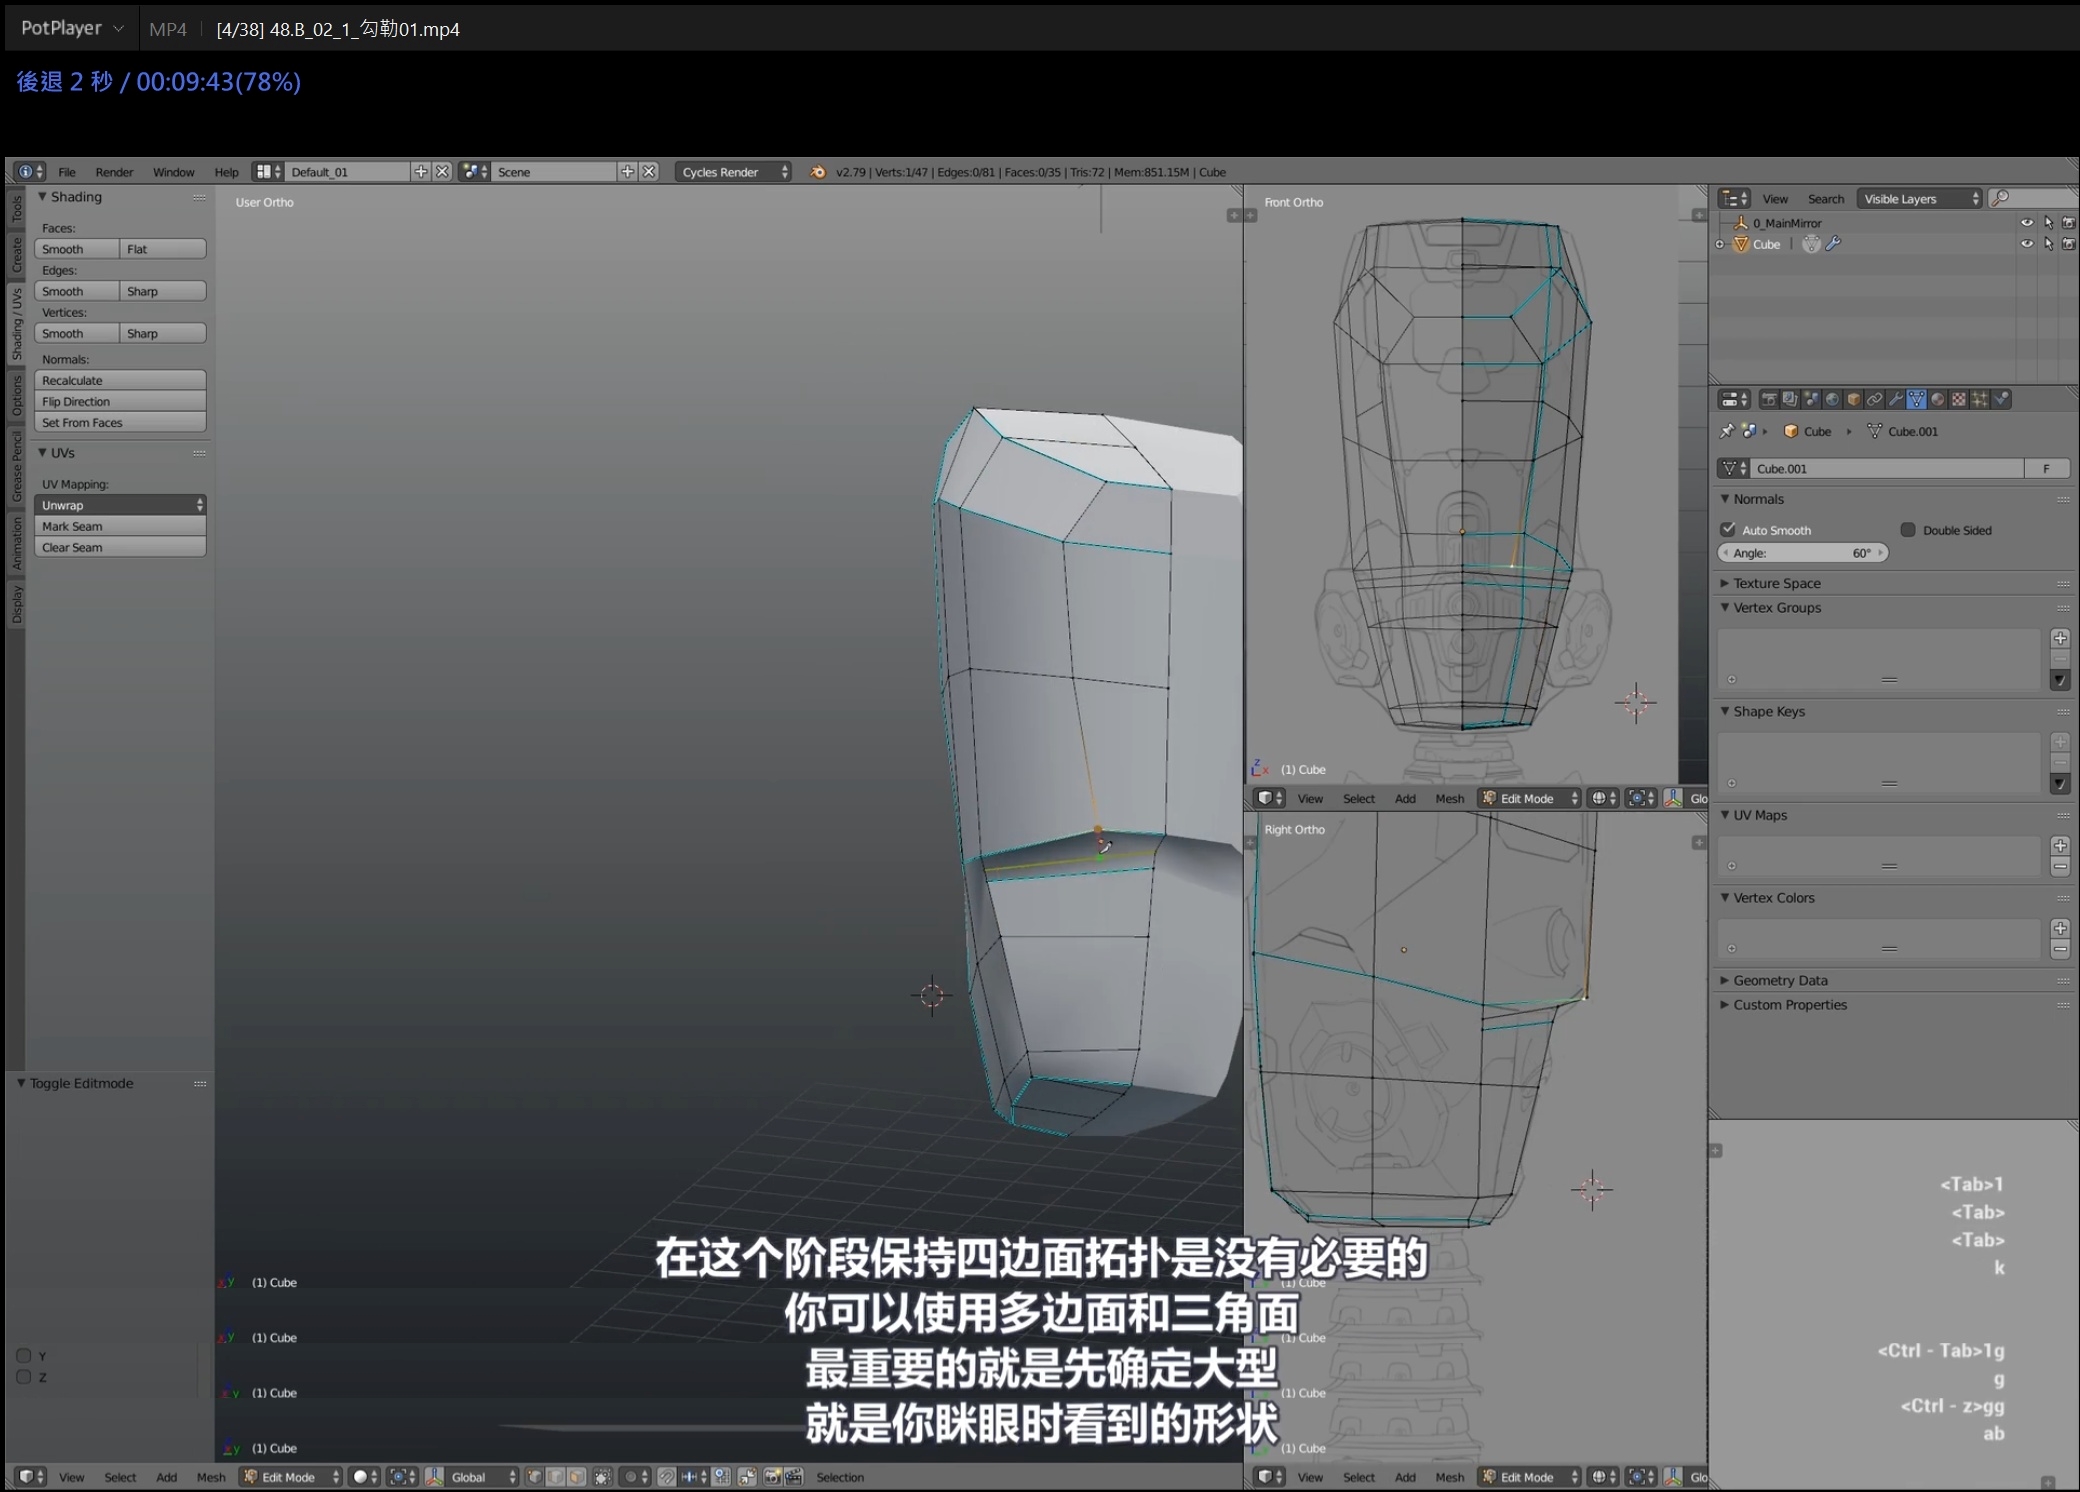 PotPlayer MP4 [4/38] 48.B_02_1_勾勒01.mp4
後退 2 秒 / 00:09:43(78%)
File Render Window Help Default_01 Scene Cycles Render v2.79 | Verts:1/47 | Edges:0/81 | Faces:0/35 | Tris:72 | Mem:851.15M | Cube
Tools
Create
Shading / UVs
Options
Grease Pencil
Animation
Display
Shading
Faces:
Smooth Flat
Edges:
Smooth Sharp
Vertices:
Smooth Sharp
Normals:
Recalculate
Flip Direction
Set From Faces
UVs
UV Mapping:
Unwrap
Mark Seam
Clear Seam
Toggle Editmode
Y
Z
User Ortho
x y (1) Cube
x y (1) Cube
x y (1) Cube
x y (1) Cube
View Select Add Mesh Edit Mode Global Selection
Front Ortho
z
x (1) Cube
View Select Add Mesh Edit Mode Glo
Right Ortho
(1) Cube
(1) Cube
(1) Cube
(1) Cube
View Select Add Mesh Edit Mode Glo
在这个阶段保持四边面拓扑是没有必要的
你可以使用多边面和三角面
最重要的就是先确定大型
就是你眯眼时看到的形状
View Search Visible Layers
0_MainMirror
Cube |
Cube Cube.001
Cube.001 F
Normals
Auto Smooth Double Sided
Angle: 60°
Texture Space
Vertex Groups
Shape Keys
UV Maps
Vertex Colors
Geometry Data
Custom Properties
<Tab>1
<Tab>
<Tab>
k
<Ctrl - Tab>1g
g
<Ctrl - z>gg
ab